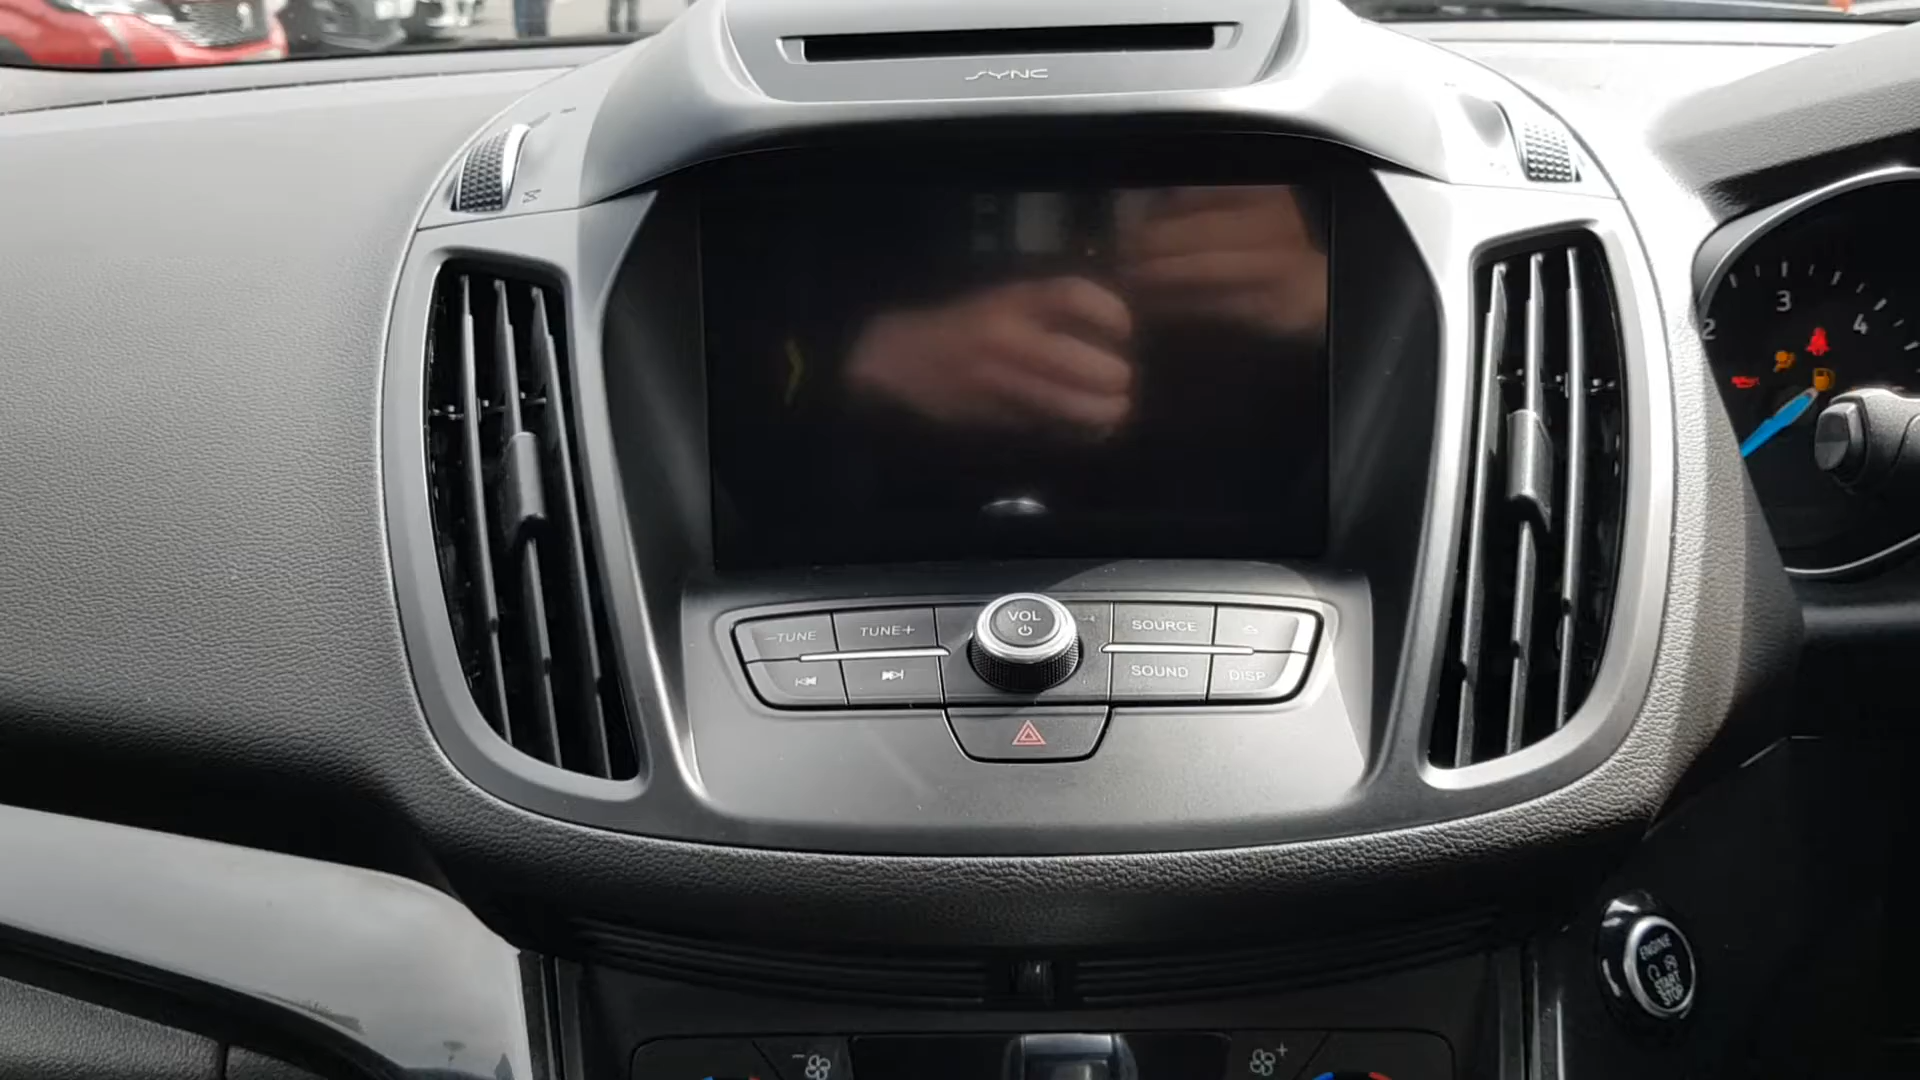 SYNC
2
3
4
-TUNE
TUNE+
VOL
SOURCE
SOUND
DISP
ENGINE
START
STOP
- 
+